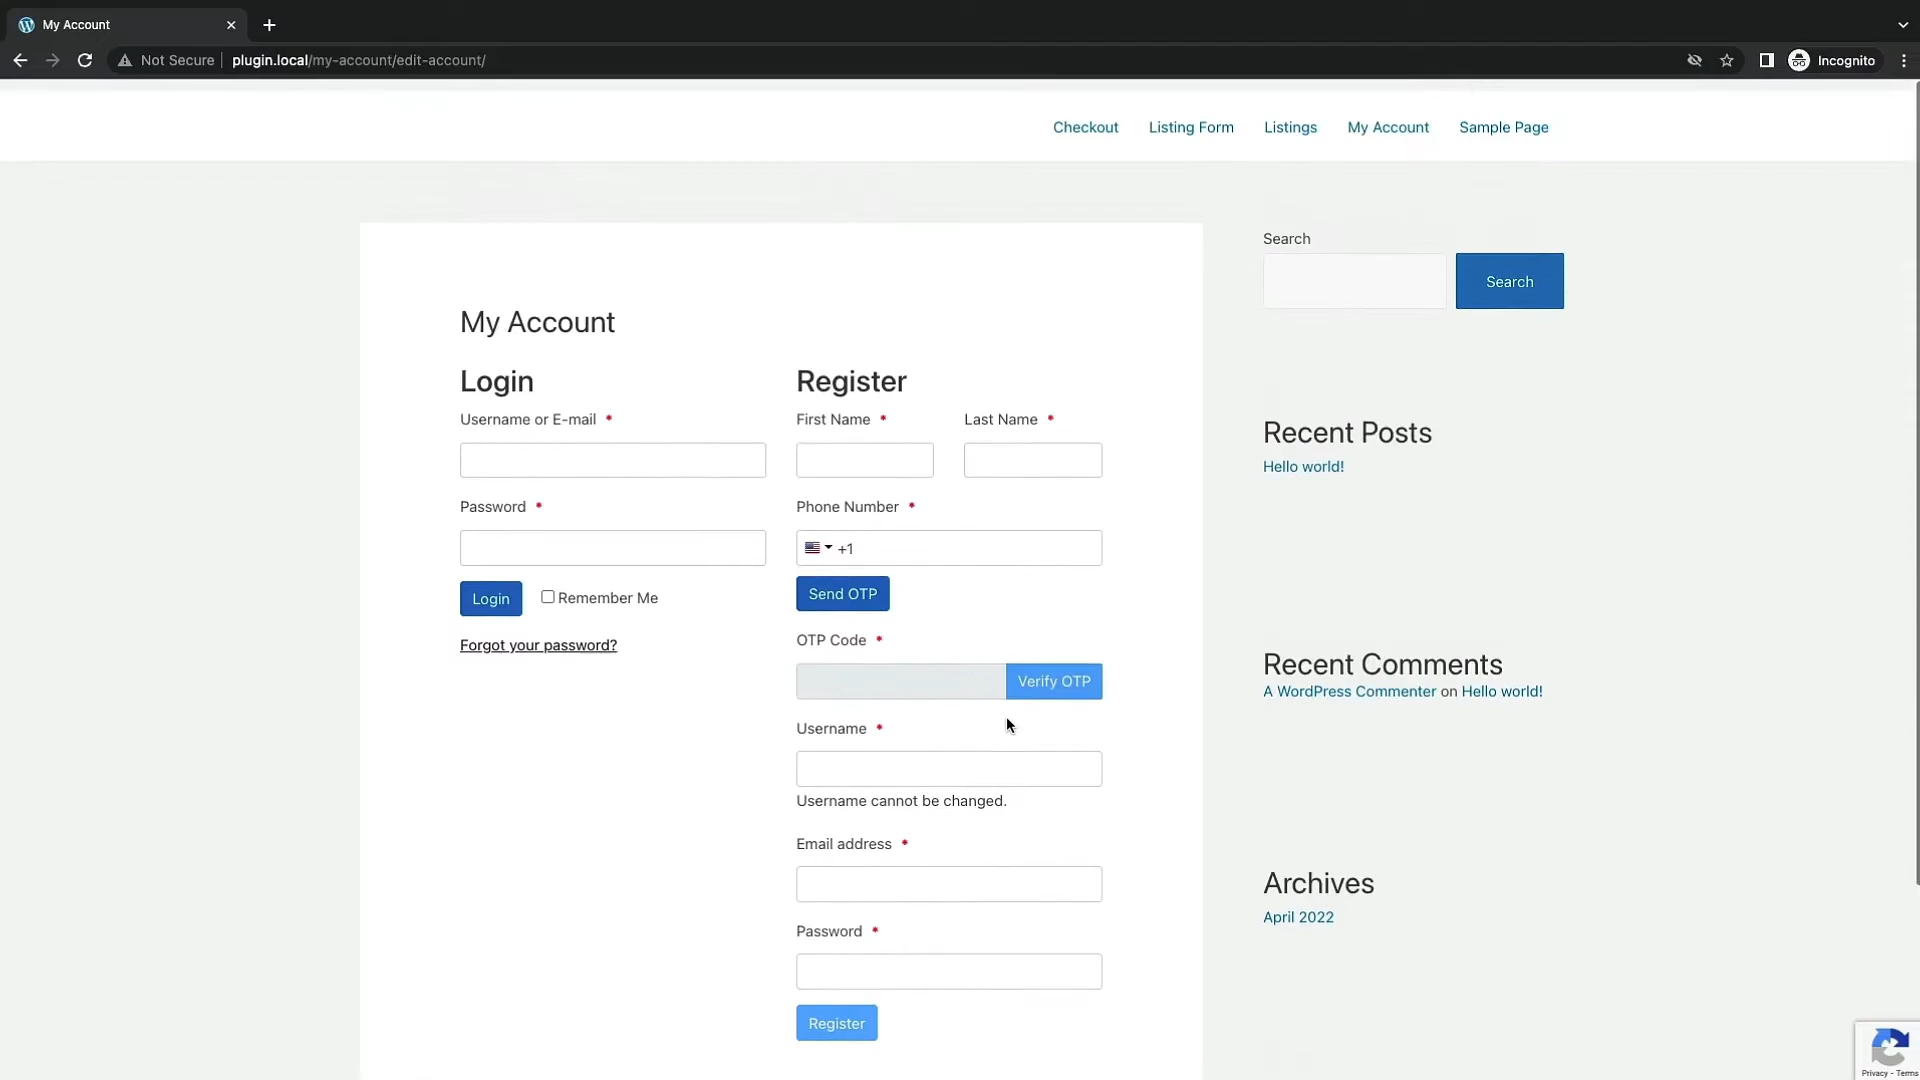 My Account
Not Secure
plugin.local/my-account/edit-account/
Incognito
Checkout
Listing Form
Listings
My Account
Sample Page
My Account
Login
Username or E-mail *
Password *
Login
Remember Me
Forgot your password?
Register
First Name *
Last Name *
Phone Number *
+1
Send OTP
OTP Code *
Verify OTP
Username *
Username cannot be changed.
Email address *
Password *
Register
Search
Search
Recent Posts
Hello world!
Recent Comments
A WordPress Commenter on Hello world!
Archives
April 2022
Privacy - Terms